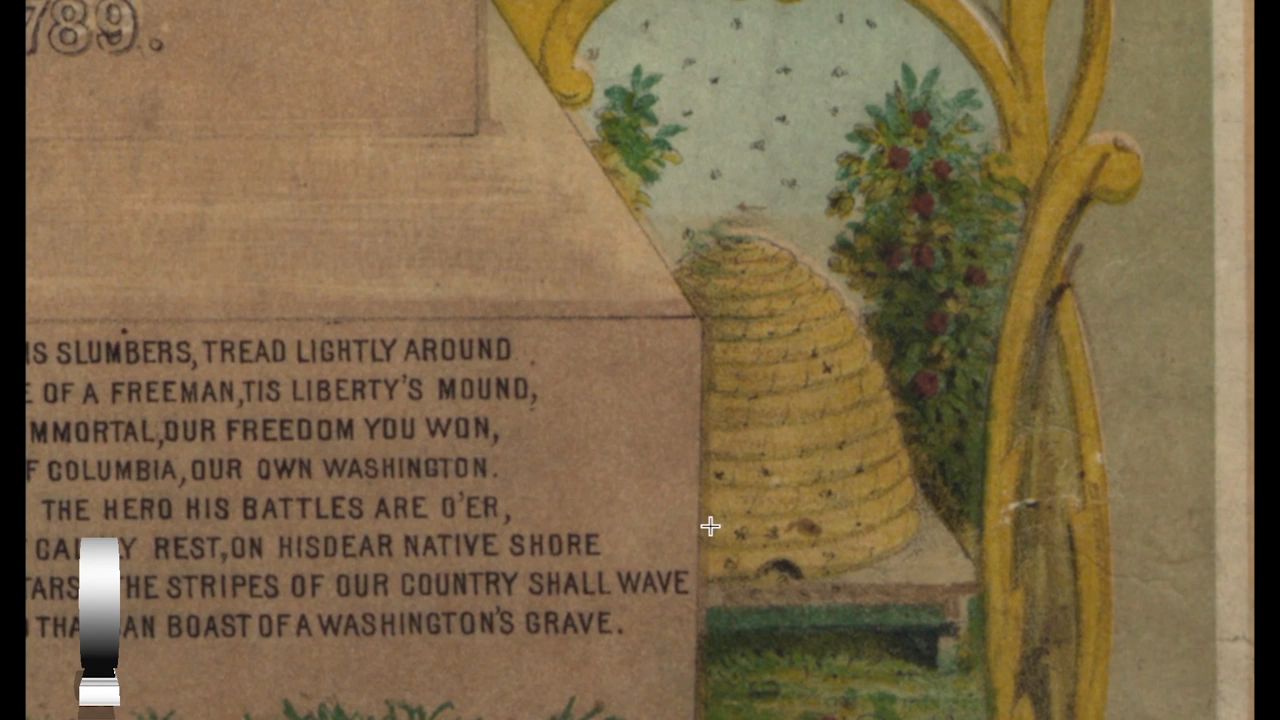 789.
SLUMBERS, TREAD LIGHTLY AROUND
OF A FREEMAN, TIS LIBERTY'S MOUND,
MMORTAL, OUR FREEDOM YOU WON,
F COLUMBIA, OUR OWN WASHINGTON.
THE HERO HIS BATTLES ARE O'ER,
REST, ON HISDEAR NATIVE SHORE
THE STRIPES OF OUR COUNTRY SHALL WAVE
AN BOAST OF A WASHINGTON'S GRAVE.